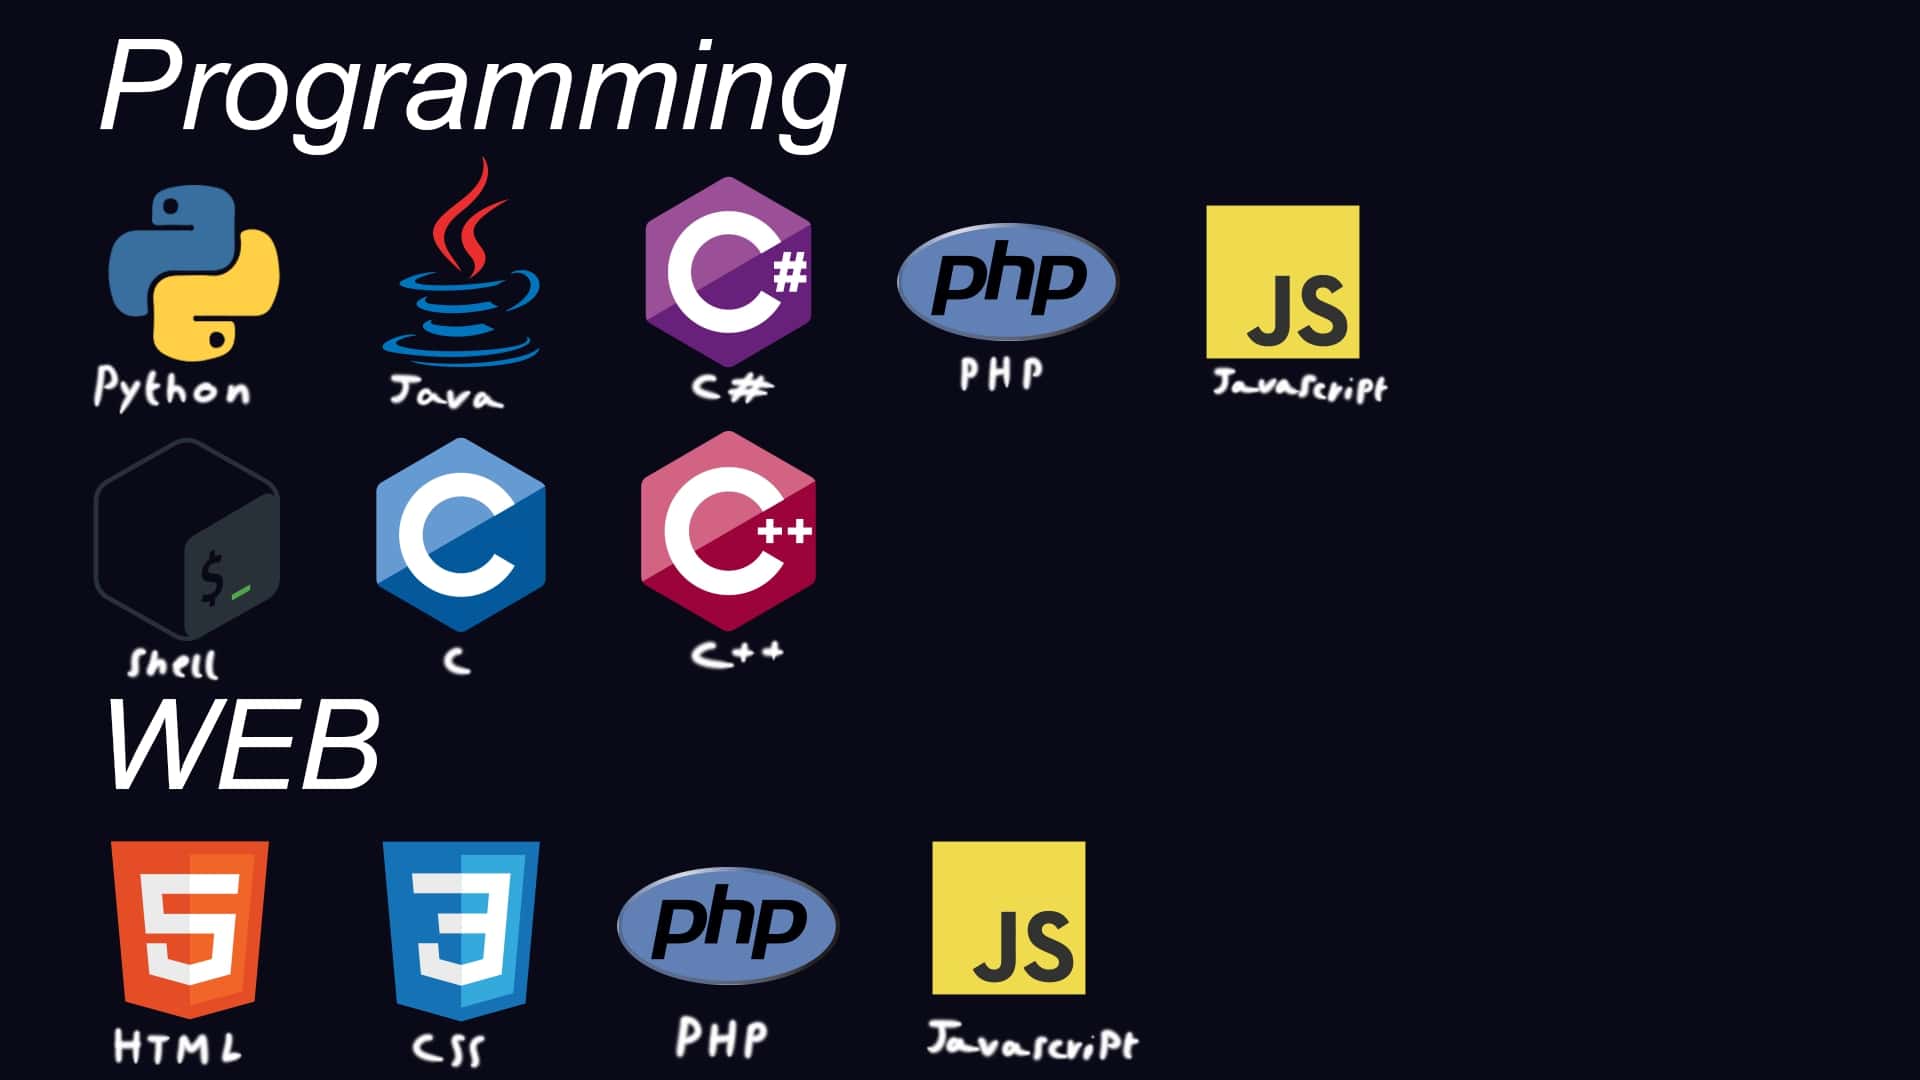 Programming
C# php JS
Python Java C# PHP Javascript
$_ C C++
Shell C C++
WEB
5 3 php JS
HTML CSS PHP Javascript